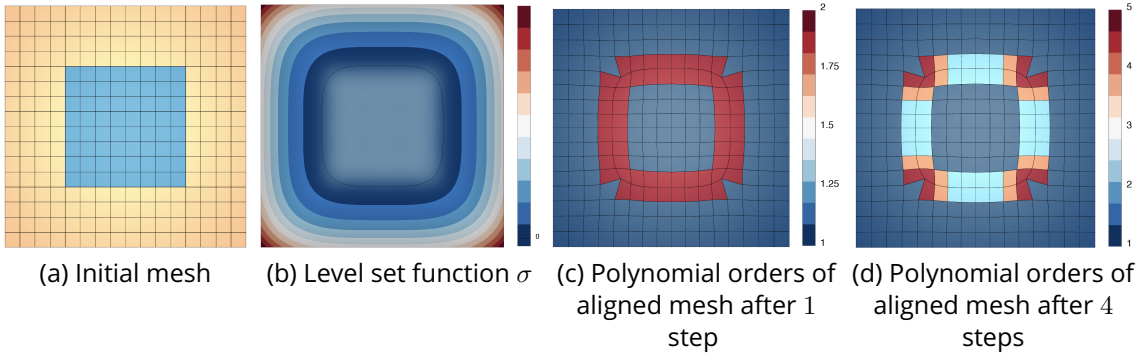 0
2
1.75
1.5
1.25
1
5
4
3
2
1
(a) Initial mesh
(b) Level set function σ
(c) Polynomial orders of
aligned mesh after 1
step
(d) Polynomial orders of
aligned mesh after 4
steps